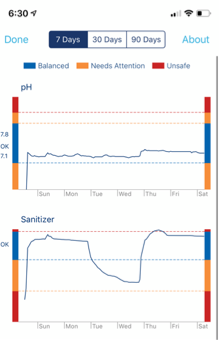 6:30
Done 7 Days 30 Days 90 Days About
Balanced Needs Attention Unsafe
pH
7.8
OK
7.1
Sun Mon Tue Wed Thu Fri Sat
Sanitizer
OK
Sun Mon Tue Wed Thu Fri Sat